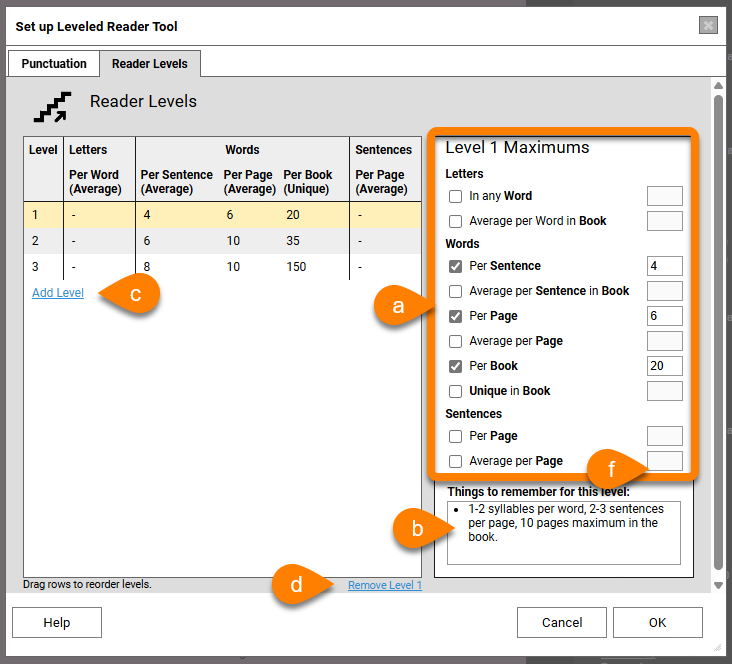 Set up Leveled Reader Tool
Punctuation
Reader Levels
Reader Levels
Level Letters Words Sentences
Per Word (Average) Per Sentence (Average) Per Page (Average) Per Book (Unique) Per Page (Average)
1 - 4 6 20 -
2 - 6 10 35 -
3 - 8 10 150 -
Add Level
c
Drag rows to reorder levels.
d
Remove Level 1
a
Level 1 Maximums
Letters
In any Word
Average per Word in Book
Words
Per Sentence 4
Average per Sentence in Book
Per Page 6
Average per Page
Per Book 20
Unique in Book
Sentences
Per Page
Average per Page
f
Things to remember for this level:
b
• 1-2 syllables per word, 2-3 sentences
per page, 10 pages maximum in the
book.
Help
Cancel
OK